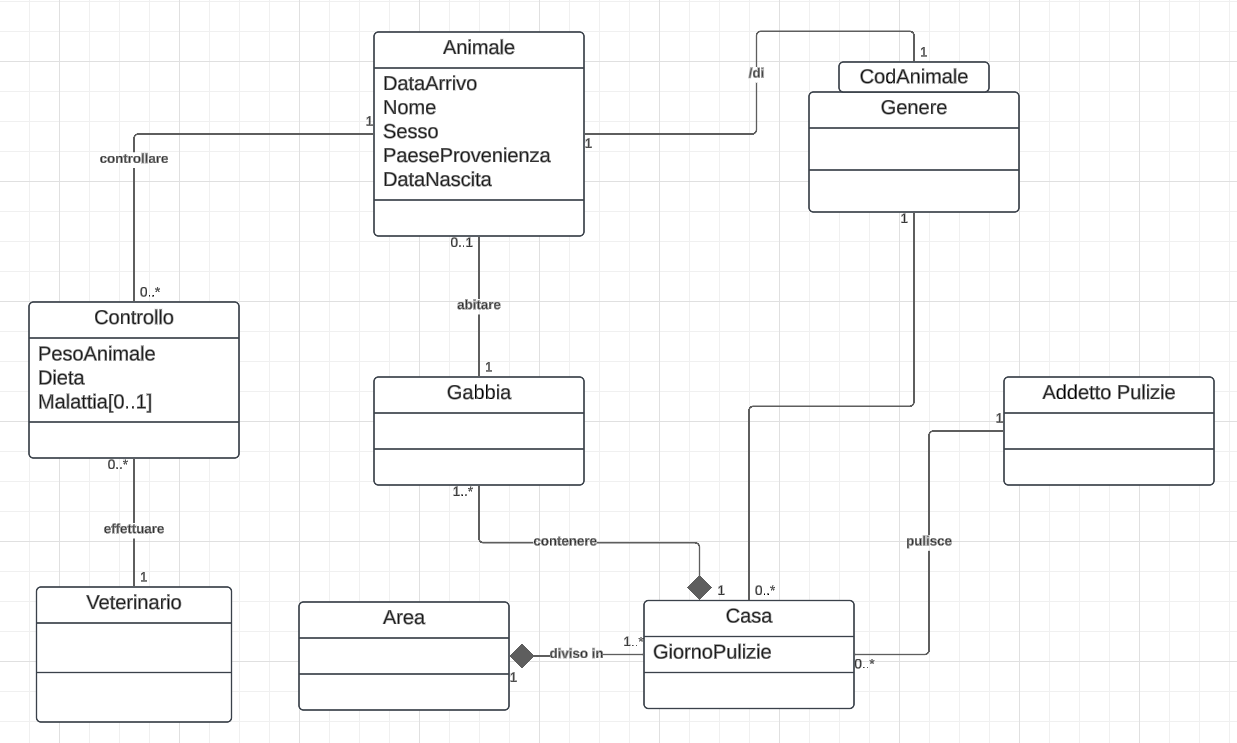 Animale
DataArrivo
Nome
Sesso
PaeseProvenienza
DataNascita
1
1
0..1
/di
1
CodAnimale
Genere
1
controllare
0..*
Controllo
PesoAnimale
Dieta
Malattia[0..1]
0..*
abitare
1
Gabbia
1..*
Addetto Pulizie
1
effettuare
1
Veterinario
contenere
1
0..*
pulisce
Area
1
diviso in
1..*
Casa
GiornoPulizie
0..*